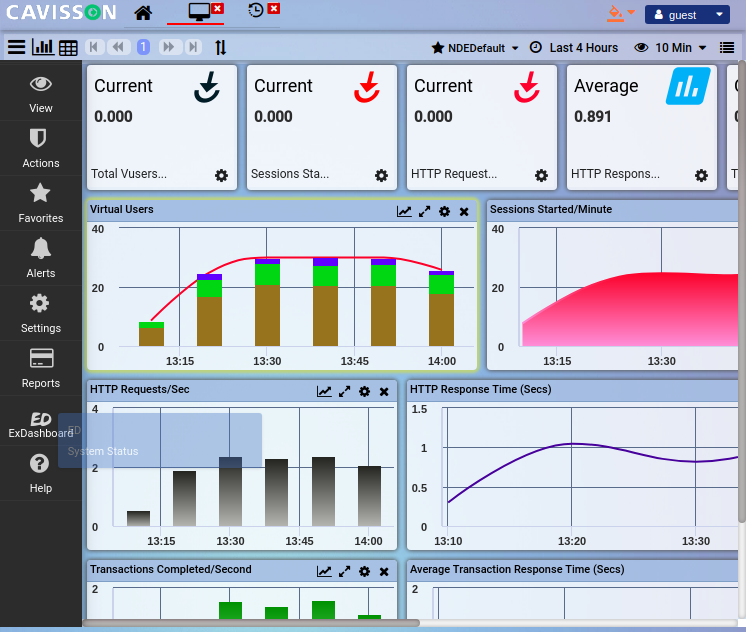 CAVISSON
guest
1
NDEDefault
Last 4 Hours
10 Min
View
Actions
Favorites
Alerts
Settings
Reports
ED
ExDashboard
Help
ED
System Status
Current
0.000
Total Vusers...
Current
0.000
Sessions Sta...
Current
0.000
HTTP Request...
Average
0.891
HTTP Respons...
Virtual Users
40
20
0
13:15
13:30
13:45
14:00
Sessions Started/Minute
40
20
0
13:15
13:30
HTTP Requests/Sec
4
2
0
13:15
13:30
13:45
14:00
HTTP Response Time (Secs)
1.5
1
0.5
0
13:10
13:20
13:30
Transactions Completed/Second
2
Average Transaction Response Time (Secs)
2